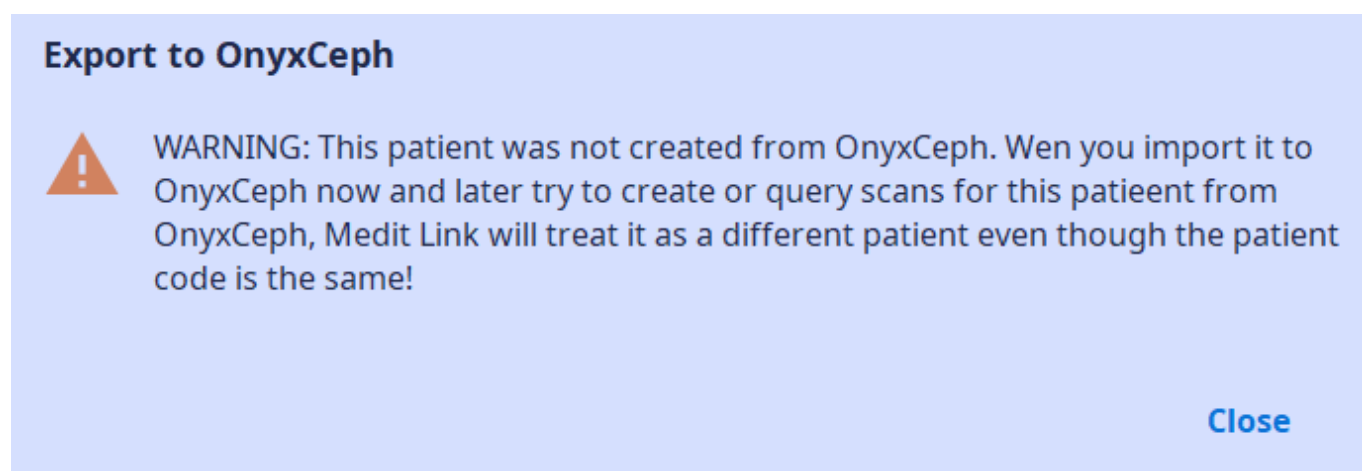 Export to OnyxCeph
WARNING: This patient was not created from OnyxCeph. Wen you import it to
OnyxCeph now and later try to create or query scans for this patieent from
OnyxCeph, Medit Link will treat it as a different patient even though the patient
code is the same!
Close